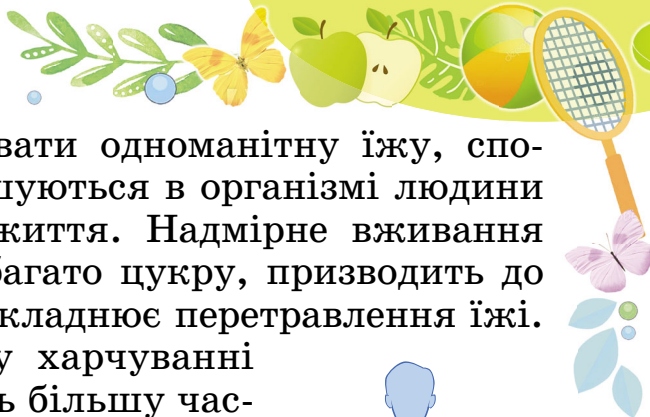 вати одноманітну їжу, спо-
шуються в організмі людини
життя. Надмірне вживання
багато цукру, призводить до
кладнює перетравлення їжі.
у харчуванні
ь більшу час-